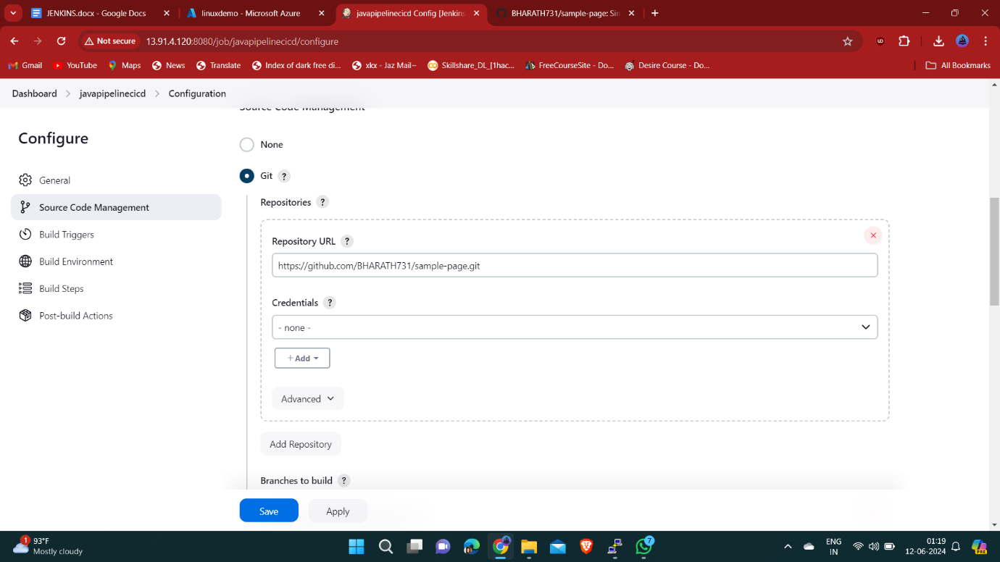 JENKINS.docx - Google Docs
linuxdemo - Microsoft Azure
javapipelinecicd Config [Jenkins
BHARATH731/sample-page: Sim
Not secure
13.91.4.120:8080/job/javapipelinecicd/configure
Gmail
YouTube
Maps
News
Translate
Index of dark free di...
xkx - Jaz Mail~
Skillshare_DL_[1hac...
FreeCourseSite - Do...
Desire Course - Do...
All Bookmarks
Dashboard
javapipelinecicd
Configuration
Source Code Management
Configure
General
Source Code Management
Build Triggers
Build Environment
Build Steps
Post-build Actions
None
Git ?
Repositories ?
Repository URL ?
https://github.com/BHARATH731/sample-page.git
Credentials ?
- none -
+ Add
Advanced
Add Repository
Branches to build ?
Save
Apply
1
93°F
Mostly cloudy
7
ENG
IN
01:19
12-06-2024
PRE